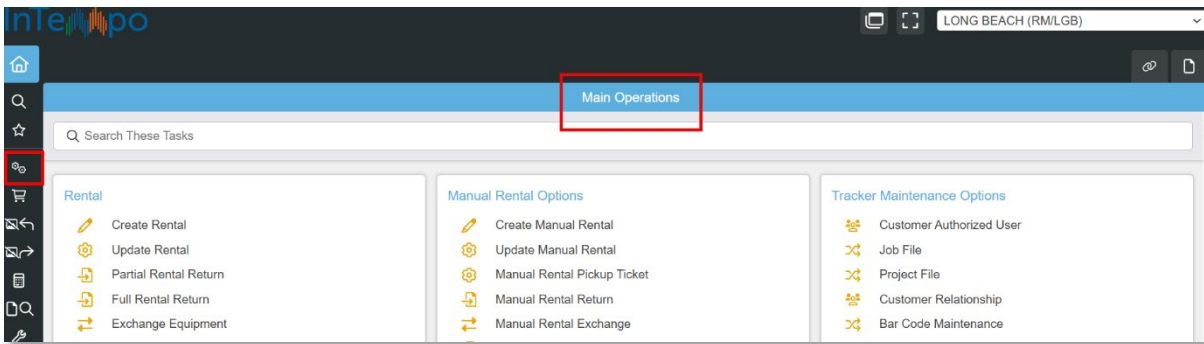 InTempo
LONG BEACH (RM/LGB)
Main Operations
Search These Tasks
Rental
Create Rental
Update Rental
Partial Rental Return
Full Rental Return
Exchange Equipment
Manual Rental Options
Create Manual Rental
Update Manual Rental
Manual Rental Pickup Ticket
Manual Rental Return
Manual Rental Exchange
Tracker Maintenance Options
Customer Authorized User
Job File
Project File
Customer Relationship
Bar Code Maintenance